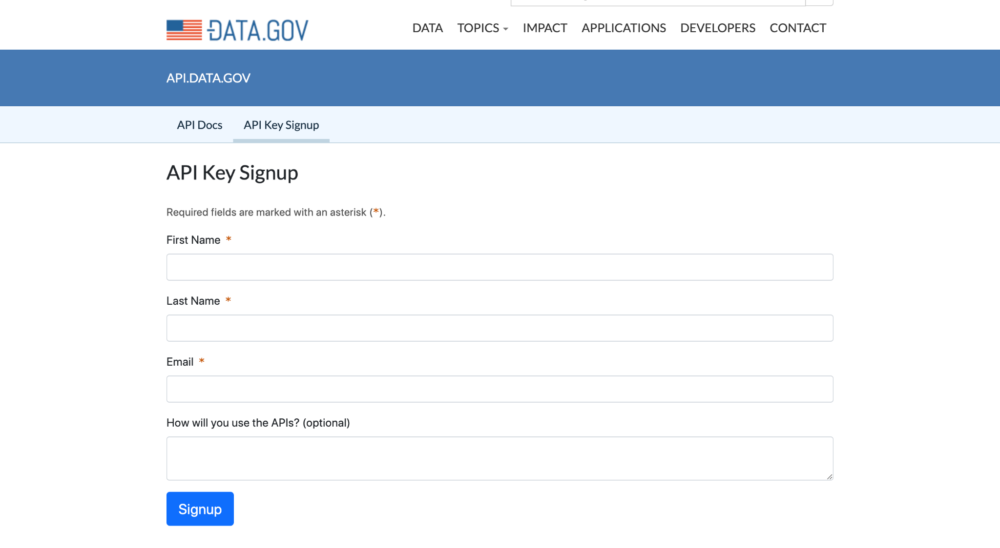 DATA.GOV
DATA TOPICS IMPACT APPLICATIONS DEVELOPERS CONTACT
API.DATA.GOV
API Docs API Key Signup
API Key Signup
Required fields are marked with an asterisk (*).
First Name *
Last Name *
Email *
How will you use the APIs? (optional)
Signup